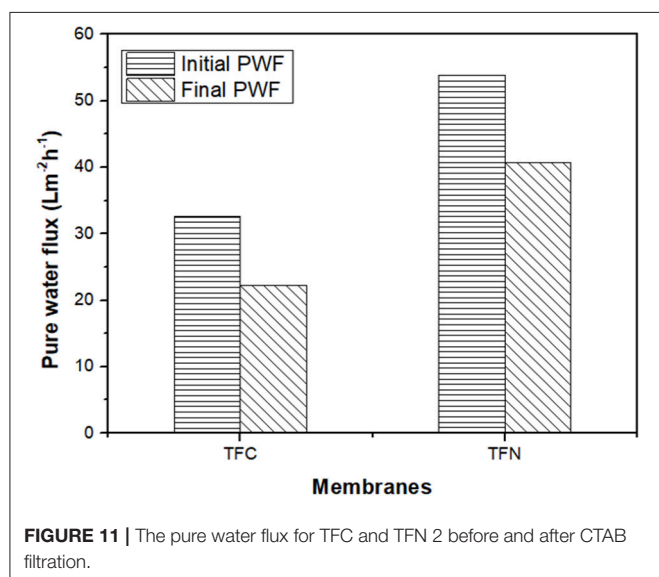 60
50
40
30
20
10
0
Pure water flux (Lm⁻²h⁻¹)
Initial PWF
Final PWF
TFC
TFN
Membranes
FIGURE 11 | The pure water flux for TFC and TFN 2 before and after CTAB
filtration.